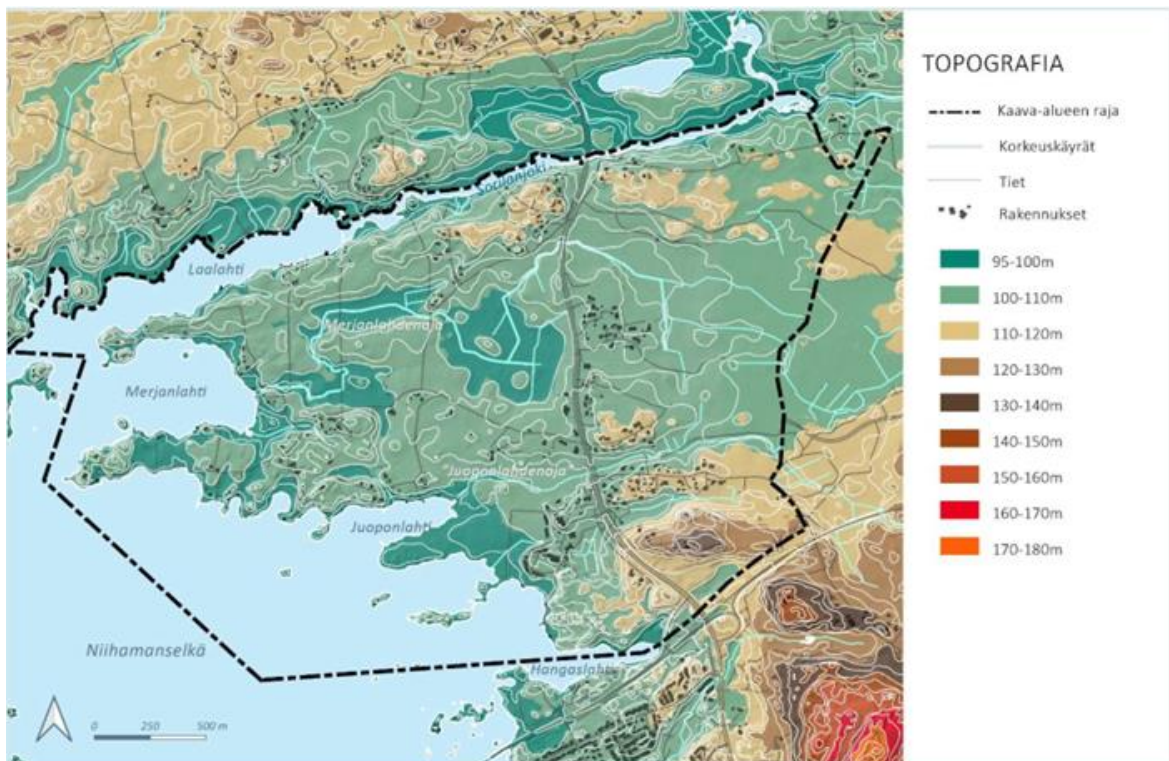 TOPOGRAFIA
Kaava-alueen raja
Korkeuskäyrät
Tiet
Rakennukset
95-100m
100-110m
110-120m
120-130m
130-140m
140-150m
150-160m
160-170m
170-180m
Sorilanjoki
Laalahti
Merjanlahdenoja
Merjanlahti
Juoponlahdenoja
Juoponlahti
Niihamanselkä
Hangaslahti
0 250 500 m